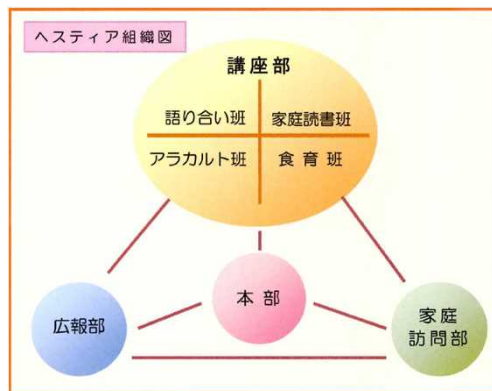 ヘスティア組織図
講座部
語り合い班
家庭読書班
アラカルト班
食育班
本部
広報部
家庭
訪問部